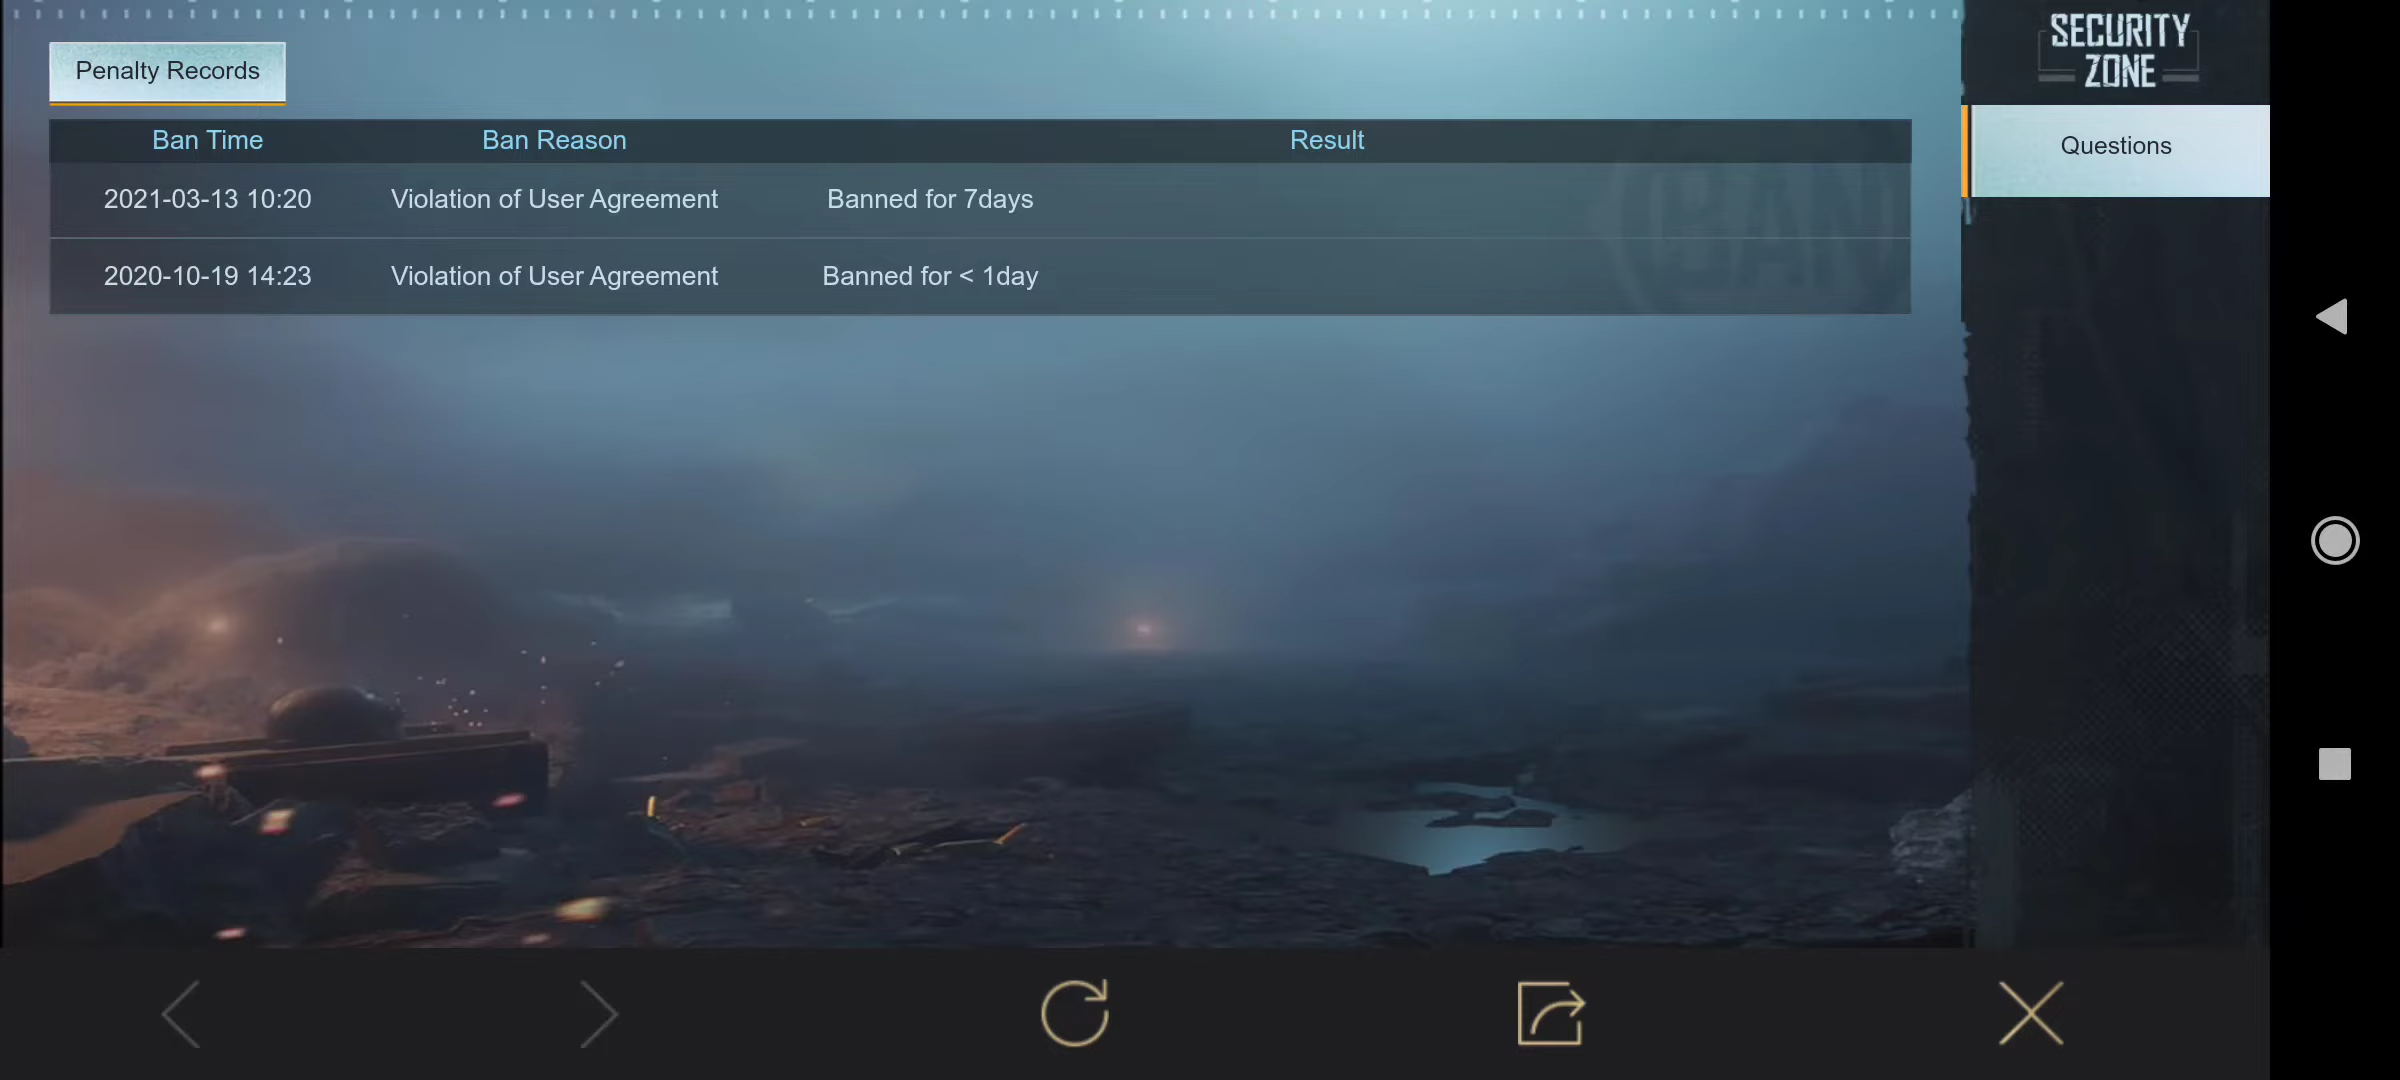 SECURITY
ZONE
Penalty Records
Questions
Ban Time Ban Reason Result
2021-03-13 10:20 Violation of User Agreement Banned for 7days
2020-10-19 14:23 Violation of User Agreement Banned for < 1day
BAN